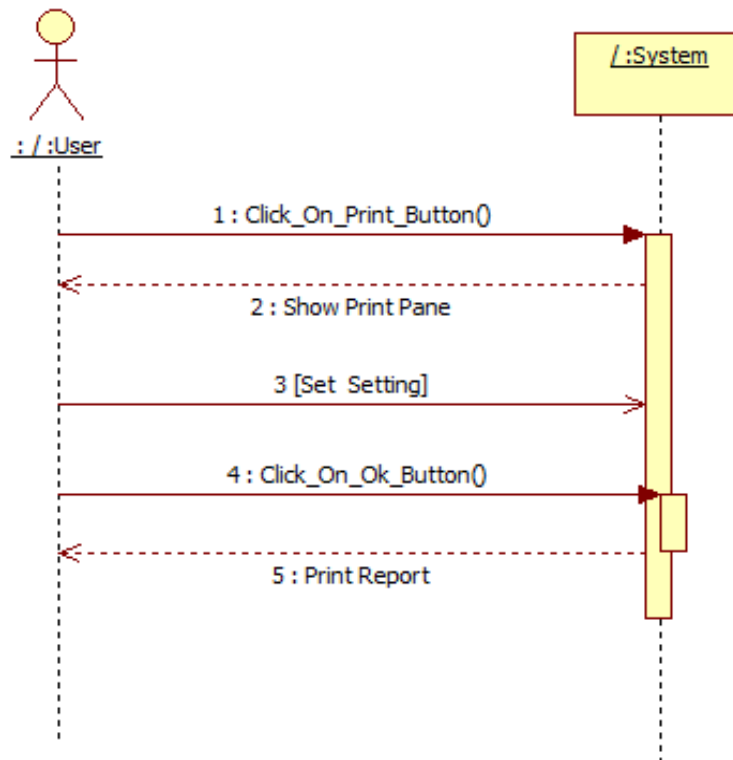 / :System
: / :User
1 : Click_On_Print_Button()
2 : Show Print Pane
3 [Set  Setting]
4 : Click_On_Ok_Button()
5 : Print Report